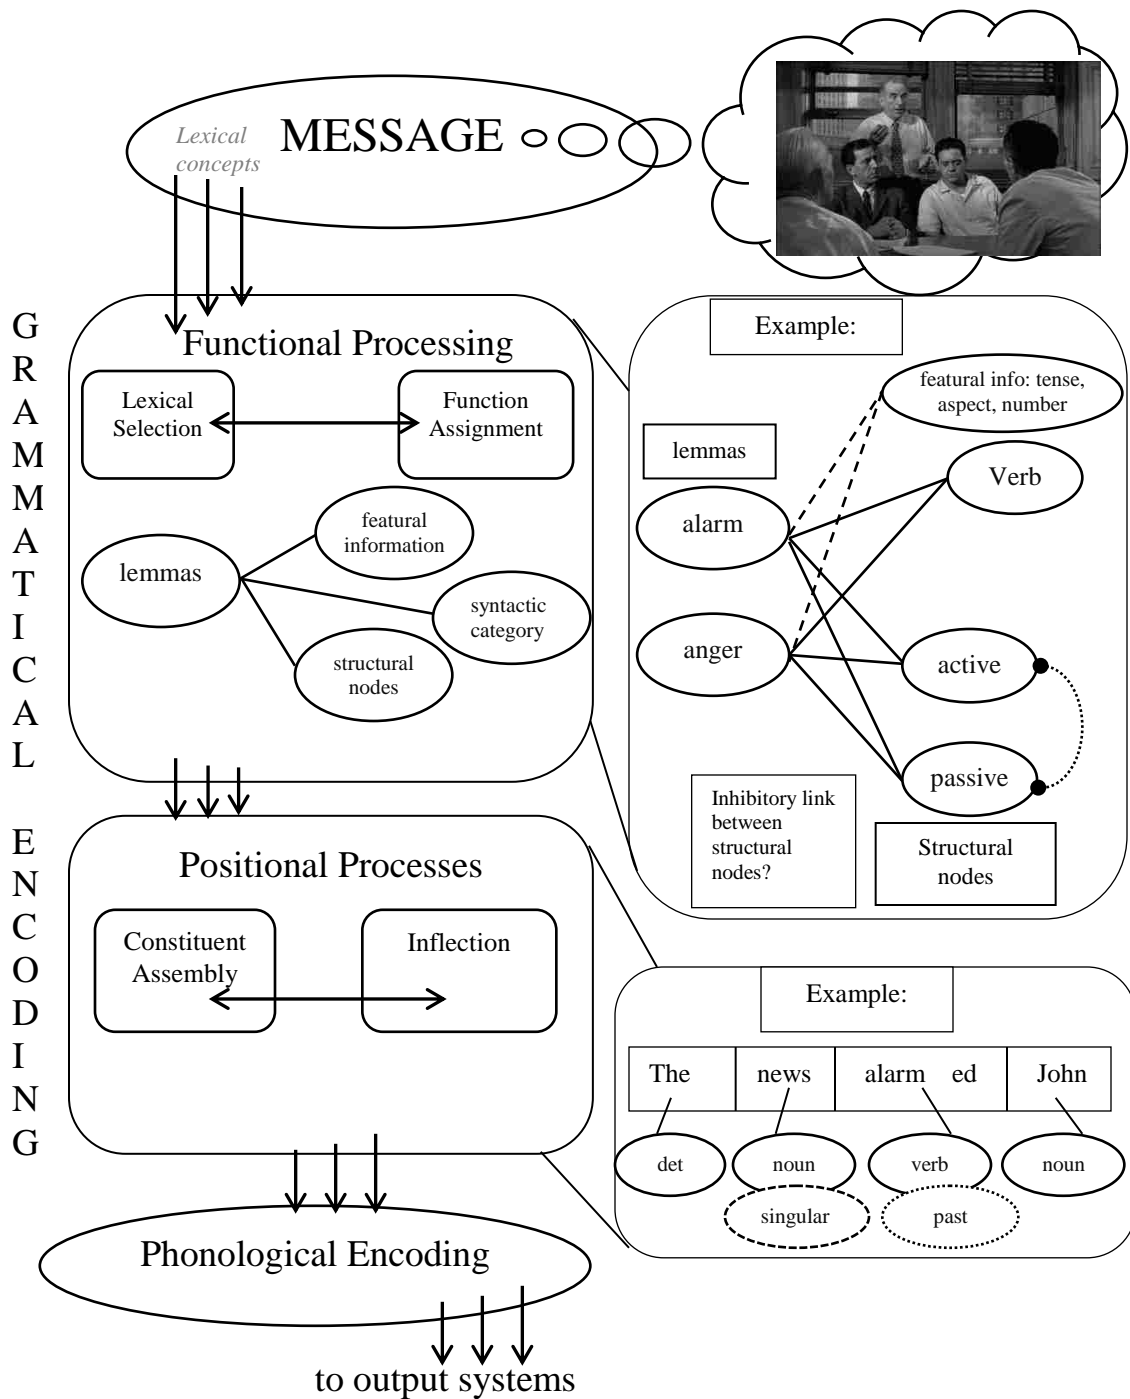 Lexical
concepts
MESSAGE
GRAMMATICAL
ENCODING
Functional Processing
Lexical
Selection
Function
Assignment
featural
information
lemmas
syntactic
category
structural
nodes
Example:
featural info: tense,
aspect, number
lemmas
Verb
alarm
anger
active
passive
Inhibitory link
between
structural
nodes?
Structural
nodes
Positional Processes
Constituent
Assembly
Inflection
Example:
The news alarm ed John
det noun verb noun
singular past
Phonological Encoding
to output systems